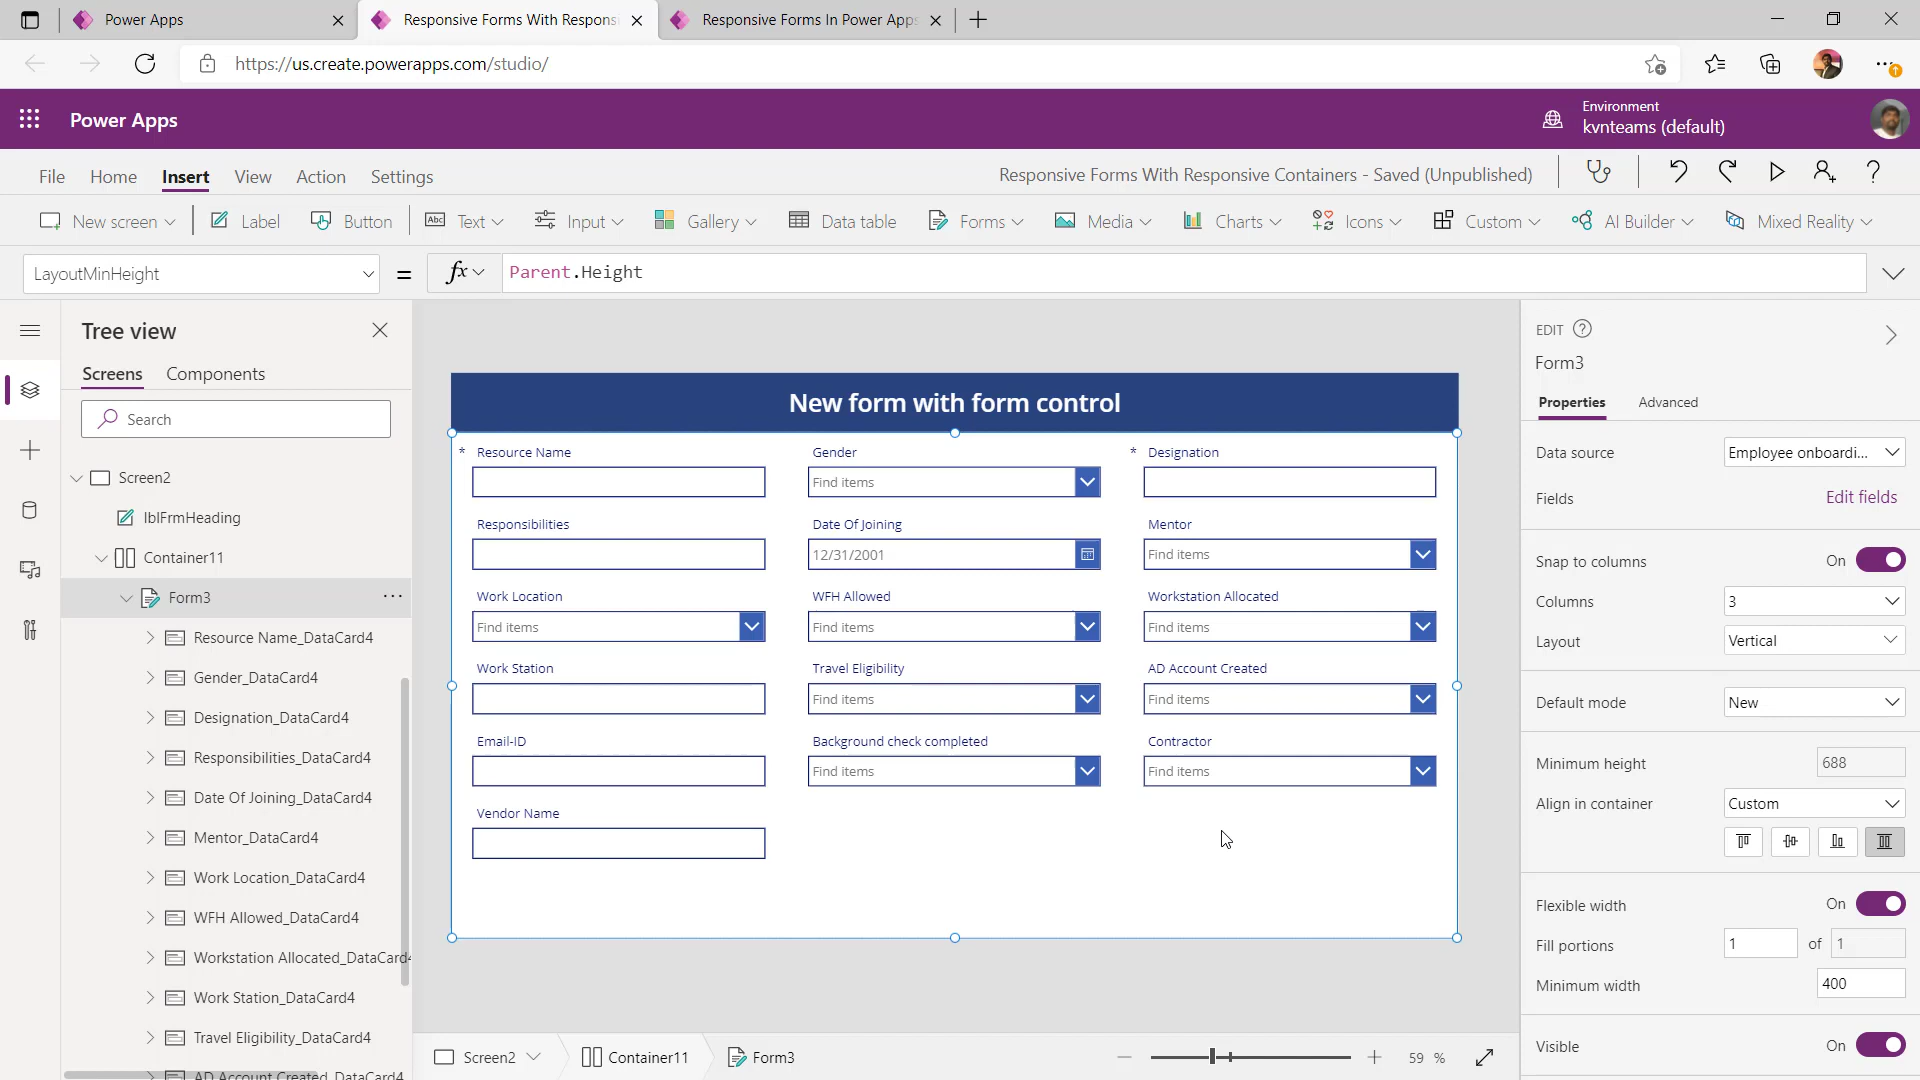 Power Apps
Responsive Forms With Respons
Responsive Forms In Power Apps
https://us.create.powerapps.com/studio/
Power Apps
Environment
kvnteams (default)
File
Home
Insert
View
Action
Settings
Responsive Forms With Responsive Containers - Saved (Unpublished)
New screen
Label
Button
Abc
Text
Input
Gallery
Data table
Forms
Media
Charts
Icons
Custom
AI Builder
Mixed Reality
LayoutMinHeight
=
fx
Parent.Height
Tree view
Screens
Components
Search
Screen2
lblFrmHeading
Container11
Form3
Resource Name_DataCard4
Gender_DataCard4
Designation_DataCard4
Responsibilities_DataCard4
Date Of Joining_DataCard4
Mentor_DataCard4
Work Location_DataCard4
WFH Allowed_DataCard4
Workstation Allocated_DataCard4
Work Station_DataCard4
Travel Eligibility_DataCard4
AD Account Created_DataCard4
New form with form control
* Resource Name
Gender
* Designation
Find items
Responsibilities
Date Of Joining
Mentor
12/31/2001
Find items
Work Location
WFH Allowed
Workstation Allocated
Find items
Find items
Find items
Work Station
Travel Eligibility
AD Account Created
Find items
Find items
Email-ID
Background check completed
Contractor
Find items
Find items
Vendor Name
Screen2
Container11
Form3
59 %
EDIT
Form3
Properties
Advanced
Data source
Employee onboardi...
Fields
Edit fields
Snap to columns
On
Columns
3
Layout
Vertical
Default mode
New
Minimum height
688
Align in container
Custom
Flexible width
On
Fill portions
1 of 1
Minimum width
400
Visible
On